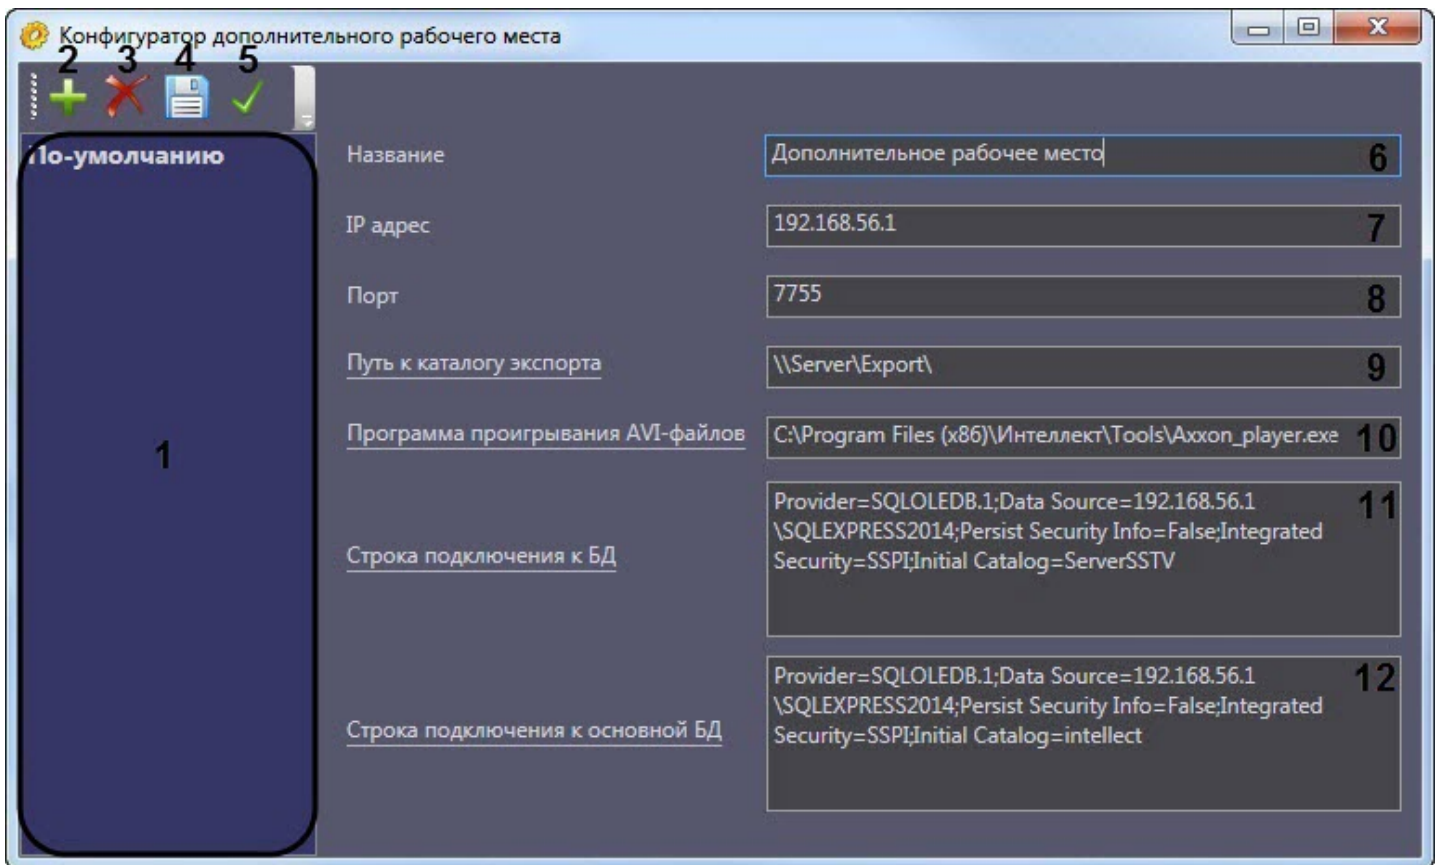 Конфигуратор дополнительного рабочего места
2 3 4 5
По-умолчанию
1
Название
Дополнительное рабочее место 6
IP адрес
192.168.56.1 7
Порт
7755 8
Путь к каталогу экспорта
\\Server\Export\ 9
Программа проигрывания AVI-файлов
C:\Program Files (x86)\Интеллект\Tools\Axxon_player.exe 10
Строка подключения к БД
Provider=SQLOLEDB.1;Data Source=192.168.56.1 11
\SQLEXPRESS2014;Persist Security Info=False;Integrated
Security=SSPI;Initial Catalog=ServerSSTV
Строка подключения к основной БД
Provider=SQLOLEDB.1;Data Source=192.168.56.1 12
\SQLEXPRESS2014;Persist Security Info=False;Integrated
Security=SSPI;Initial Catalog=intellect